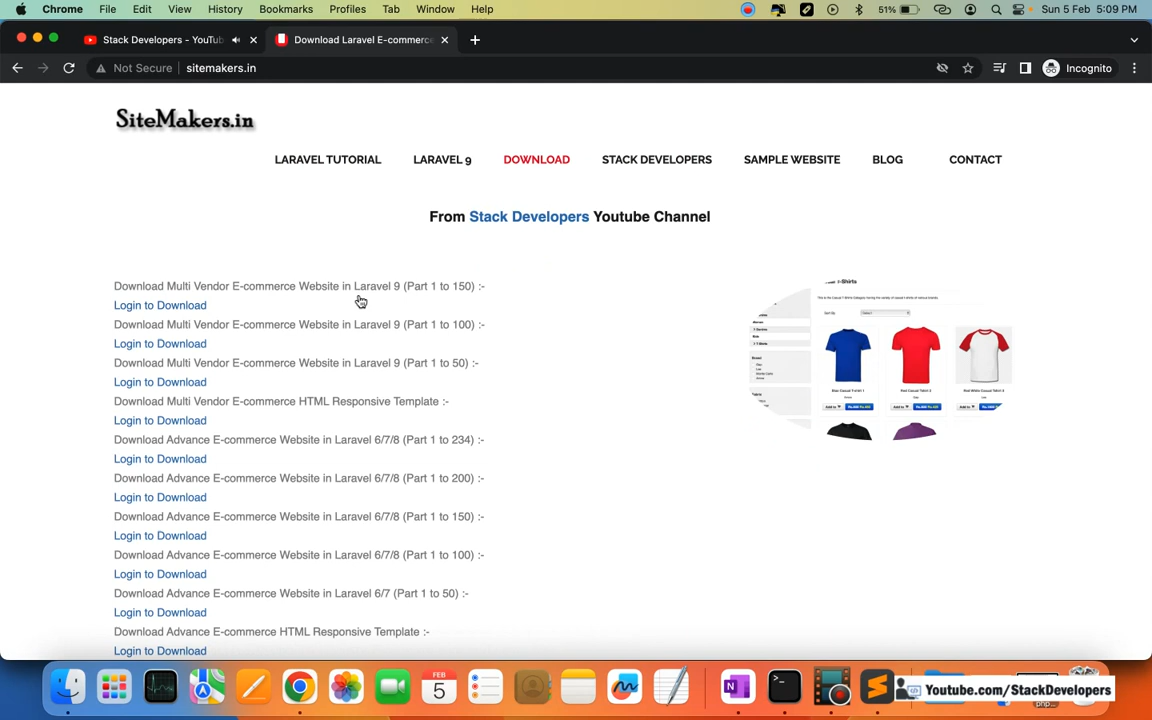 Chrome File Edit View History Bookmarks Profiles Tab Window Help 51% Sun 5 Feb 5:09 PM
Stack Developers - YouTub Download Laravel E-commerc
Not Secure sitemakers.in Incognito
SiteMakers.in
LARAVEL TUTORIAL LARAVEL 9 DOWNLOAD STACK DEVELOPERS SAMPLE WEBSITE BLOG CONTACT
From Stack Developers Youtube Channel
Download Multi Vendor E-commerce Website in Laravel 9 (Part 1 to 150) :-
Login to Download
Download Multi Vendor E-commerce Website in Laravel 9 (Part 1 to 100) :-
Login to Download
Download Multi Vendor E-commerce Website in Laravel 9 (Part 1 to 50) :-
Login to Download
Download Multi Vendor E-commerce HTML Responsive Template :-
Login to Download
Download Advance E-commerce Website in Laravel 6/7/8 (Part 1 to 234) :-
Login to Download
Download Advance E-commerce Website in Laravel 6/7/8 (Part 1 to 200) :-
Login to Download
Download Advance E-commerce Website in Laravel 6/7/8 (Part 1 to 150) :-
Login to Download
Download Advance E-commerce Website in Laravel 6/7/8 (Part 1 to 100) :-
Login to Download
Download Advance E-commerce Website in Laravel 6/7 (Part 1 to 50) :-
Login to Download
Download Advance E-commerce HTML Responsive Template :-
Login to Download
T-Shirts
FEB
5
Youtube.com/StackDevelopers
php...